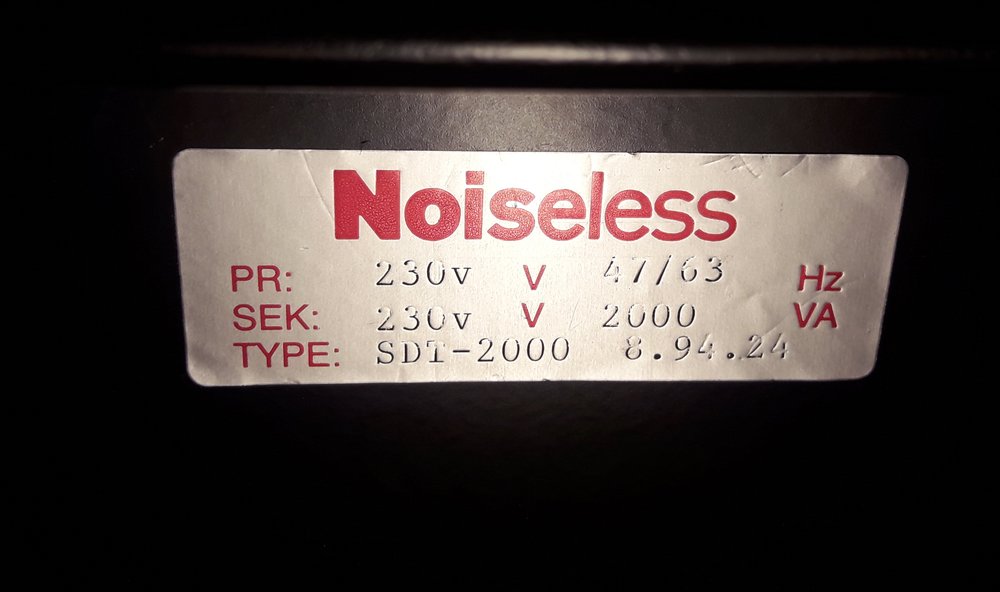 Noiseless
PR: 230v V 47/63 Hz
SEK: 230v V 2000 VA
TYPE: SDT-2000 8.94.24